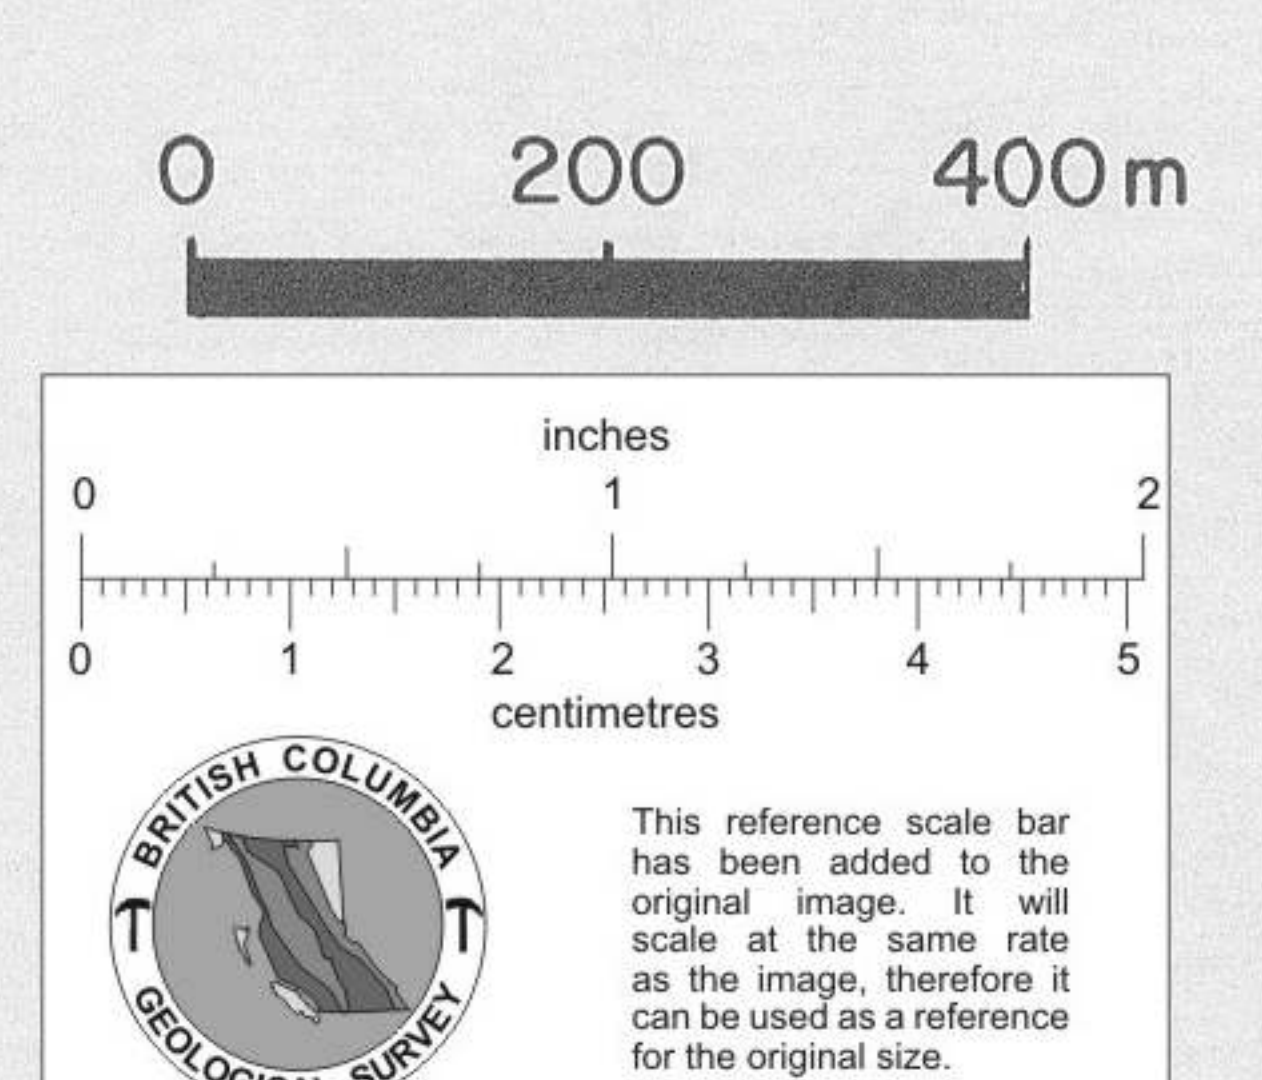 0 200 400 m
inches
0 1 2
0 1 2 3 4 5
centimetres
BRITISH COLUMBIA
GEOLOGICAL SURVEY
This reference scale bar
has been added to the
original image. It will
scale at the same rate
as the image, therefore it
can be used as a reference
for the original size.